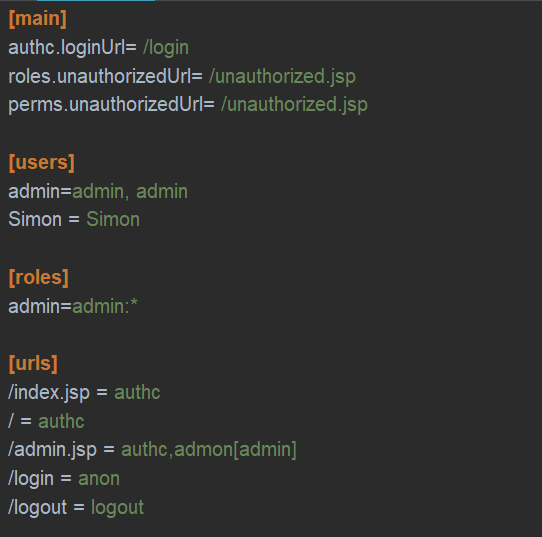 [main]
authc.loginUrl= /login
roles.unauthorizedUrl= /unauthorized.jsp
perms.unauthorizedUrl= /unauthorized.jsp
[users]
admin=admin, admin
Simon = Simon
[roles]
admin=admin:*
[urls]
/index.jsp = authc
/ = authc
/admin.jsp = authc,admon[admin]
/login = anon
/logout = logout